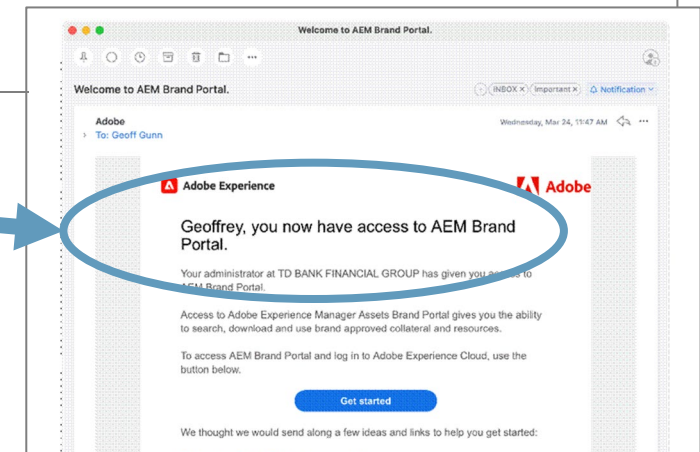 Welcome to AEM Brand Portal.
Welcome to AEM Brand Portal.
INBOX × Important × Notification
Adobe
Wednesday, Mar 24, 11:47 AM
To: Geoff Gunn
Adobe Experience
Adobe
Geoffrey, you now have access to AEM Brand
Portal.
Your administrator at TD BANK FINANCIAL GROUP has given you access to
AEM Brand Portal.
Access to Adobe Experience Manager Assets Brand Portal gives you the ability
to search, download and use brand approved collateral and resources.
To access AEM Brand Portal and log in to Adobe Experience Cloud, use the
button below.
Get started
We thought we would send along a few ideas and links to help you get started: